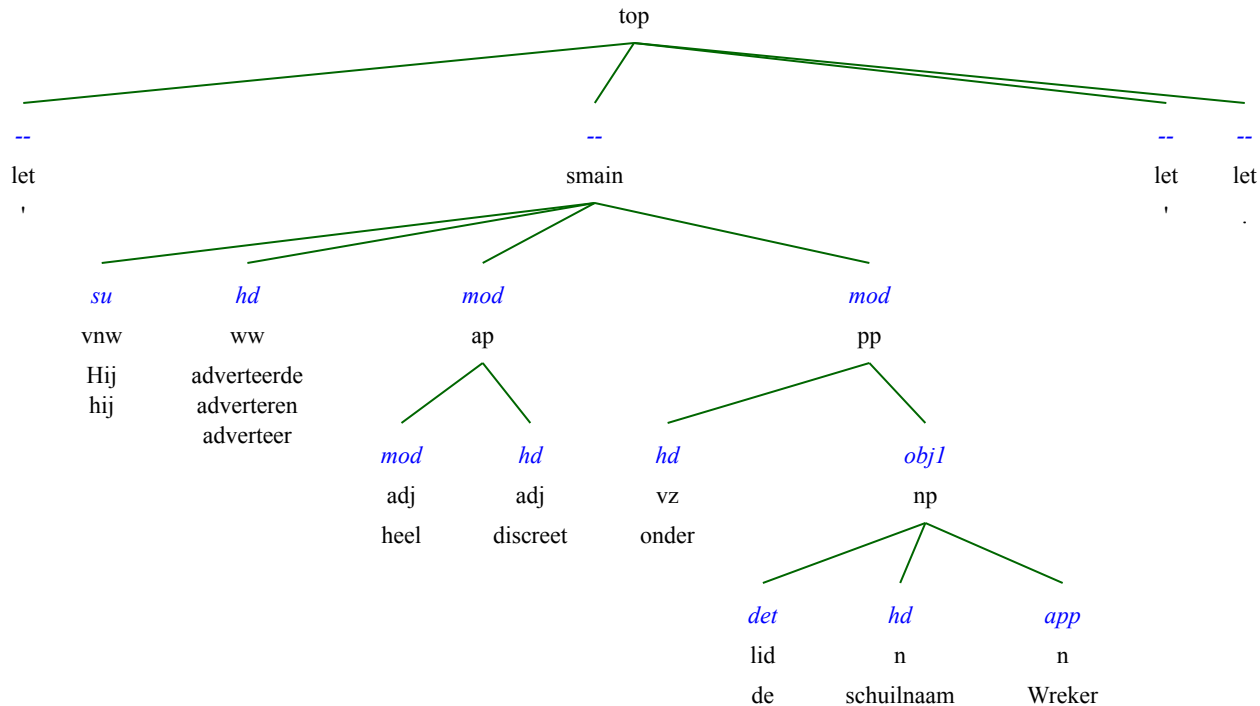 top
-- -- -- --
let smain let let
' ' .
su hd mod mod
vnw ww ap pp
Hij adverteerde
hij adverteren
adverteer
mod hd hd obj1
adj adj vz np
heel discreet onder
det hd app
lid n n
de schuilnaam Wreker